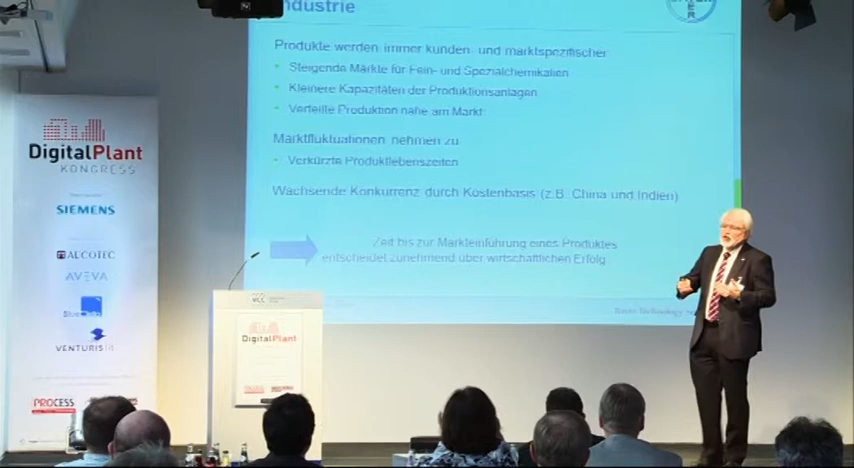 Industrie
BAYER
Produkte werden immer kunden- und marktspezifischer
Steigende Märkte für Fein- und Spezialchemikalien
Kleinere Kapazitäten der Produktionsanlagen
Verteilte Produktion nahe am Markt
Marktfluktuationen nehmen zu
Verkürzte Produktlebenszeiten
Wachsende Konkurrenz durch Kostenbasis (z.B. China und Indien)
Zeit bis zur Markteinführung eines Produktes
entscheidet zunehmend über wirtschaftlichen Erfolg
DigitalPlant
KONGRESS
SIEMENS
AUCOTEC
AVEVA
VENTURIS
PROCESS
DigitalPlant